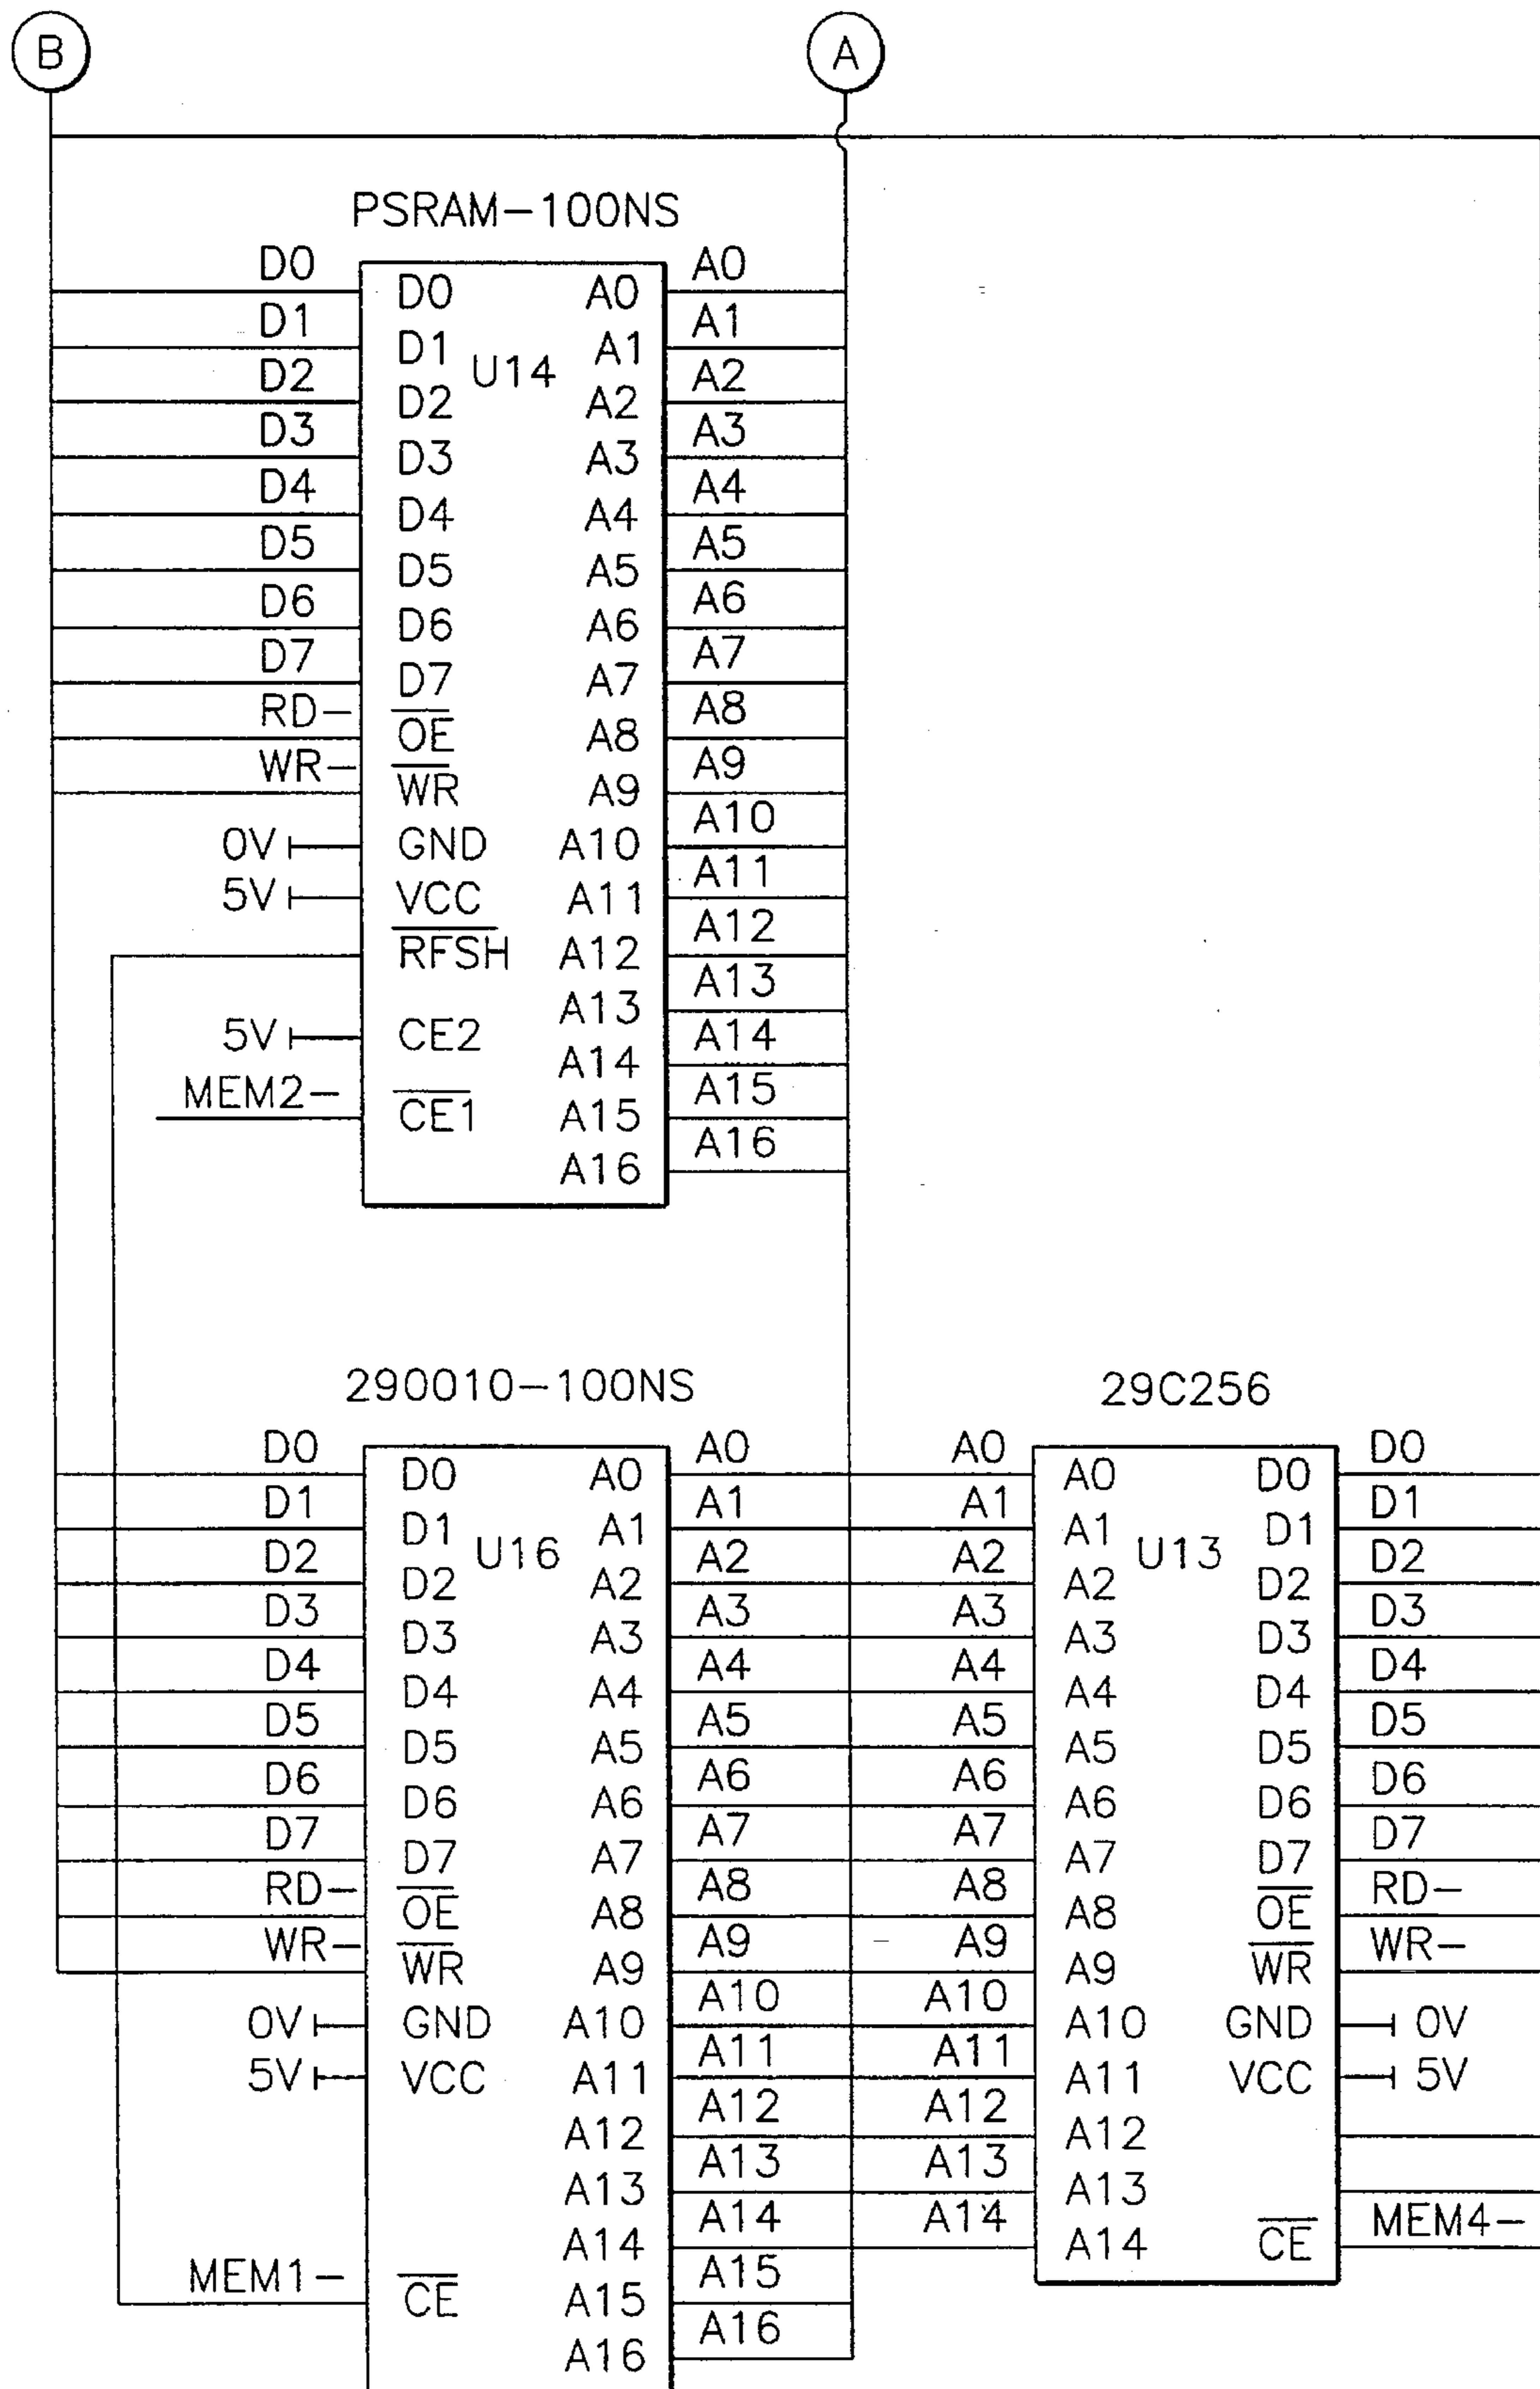 B A
PSRAM-100NS
D0 D0 A0 A0
D1 D1 U14 A1 A1
D2 D2 A2 A2
D3 D3 A3 A3
D4 D4 A4 A4
D5 D5 A5 A5
D6 D6 A6 A6
D7 D7 A7 A7
RD- OE A8 A8
WR- WR A9 A9
0V GND A10 A10
5V VCC A11 A11
RFSH A12 A12
A13 A13
5V CE2
A14 A14
MEM2- CE1 A15 A15
A16 A16
290010-100NS 29C256
D0 D0 A0 A0 A0 A0 D0 D0
D1 D1 U16 A1 A1 A1 A1 U13 D1 D1
D2 D2 A2 A2 A2 A2 D2 D2
D3 D3 A3 A3 A3 A3 D3 D3
D4 D4 A4 A4 A4 A4 D4 D4
D5 D5 A5 A5 A5 A5 D5 D5
D6 D6 A6 A6 A6 A6 D6 D6
D7 D7 A7 A7 A7 A7 D7 D7
RD- OE A8 A8 A8 A8 OE RD-
WR- WR A9 A9 A9 A9 WR WR-
0V GND A10 A10 A10 A10 GND 0V
5V VCC A11 A11 A11 A11 VCC 5V
A12 A12 A12 A12
A13 A13 A13 A13
A14 A14 A14 A14 CE MEM4-
MEM1- CE A15 A15
A16 A16